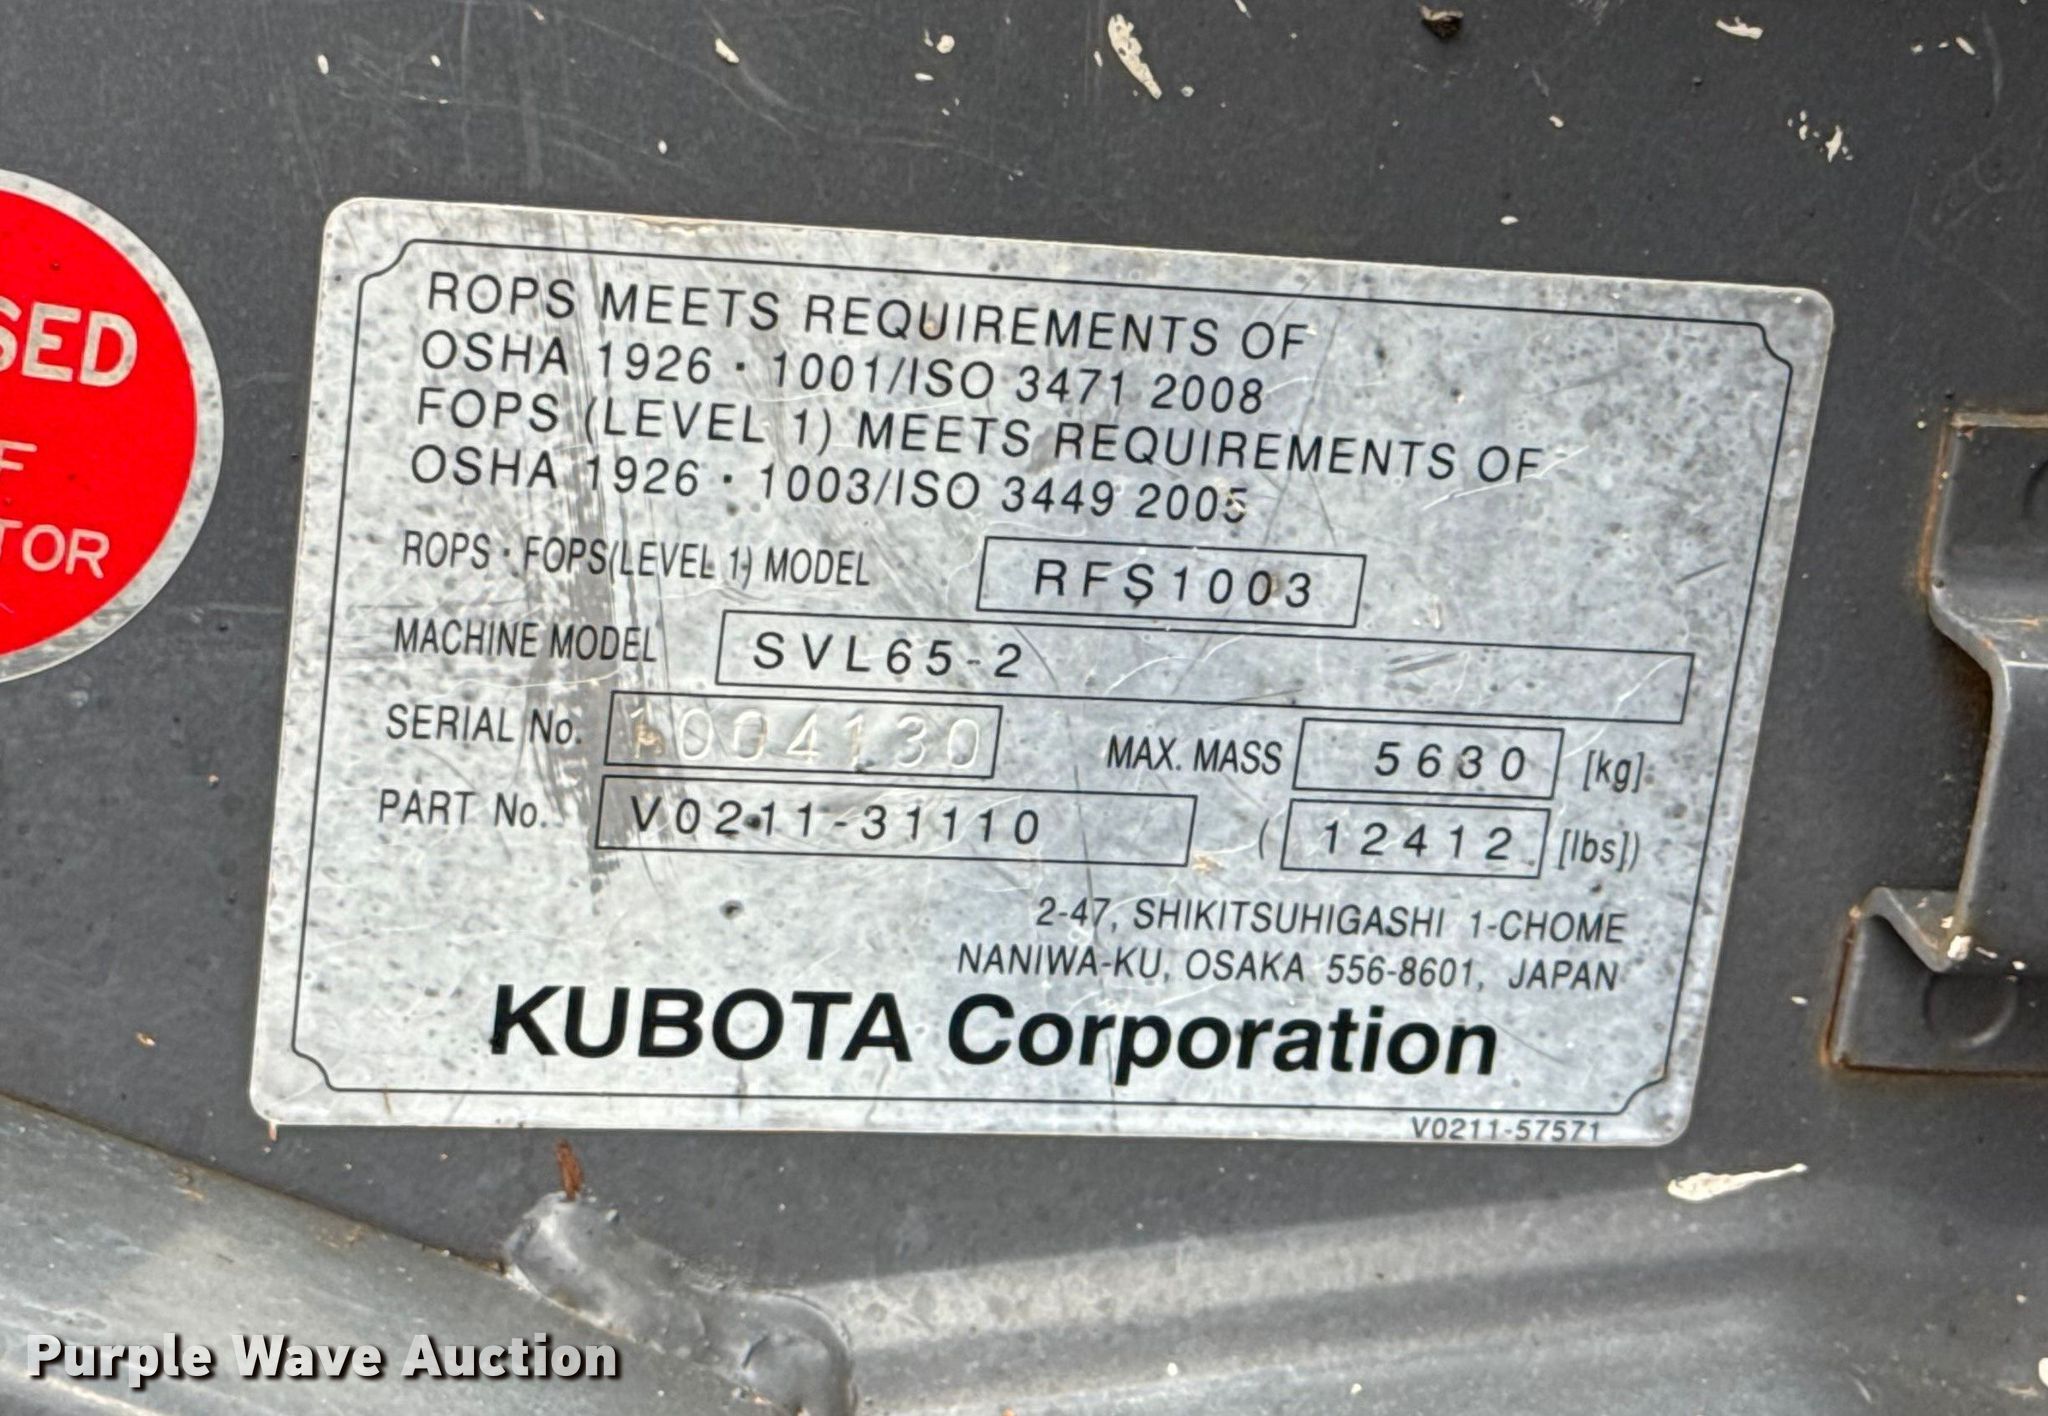 SED
F
TOR
ROPS MEETS REQUIREMENTS OF
OSHA 1926 · 1001/ISO 3471 2008
FOPS (LEVEL 1) MEETS REQUIREMENTS OF
OSHA 1926 · 1003/ISO 3449 2005
ROPS · FOPS(LEVEL 1) MODEL RFS1003
MACHINE MODEL SVL65-2
SERIAL No. 1004130 MAX. MASS 5630 [kg]
PART No. V0211-31110 (12412 [lbs])
2-47, SHIKITSUHIGASHI 1-CHOME
NANIWA-KU, OSAKA 556-8601, JAPAN
KUBOTA Corporation
V0211-57571
Purple Wave Auction